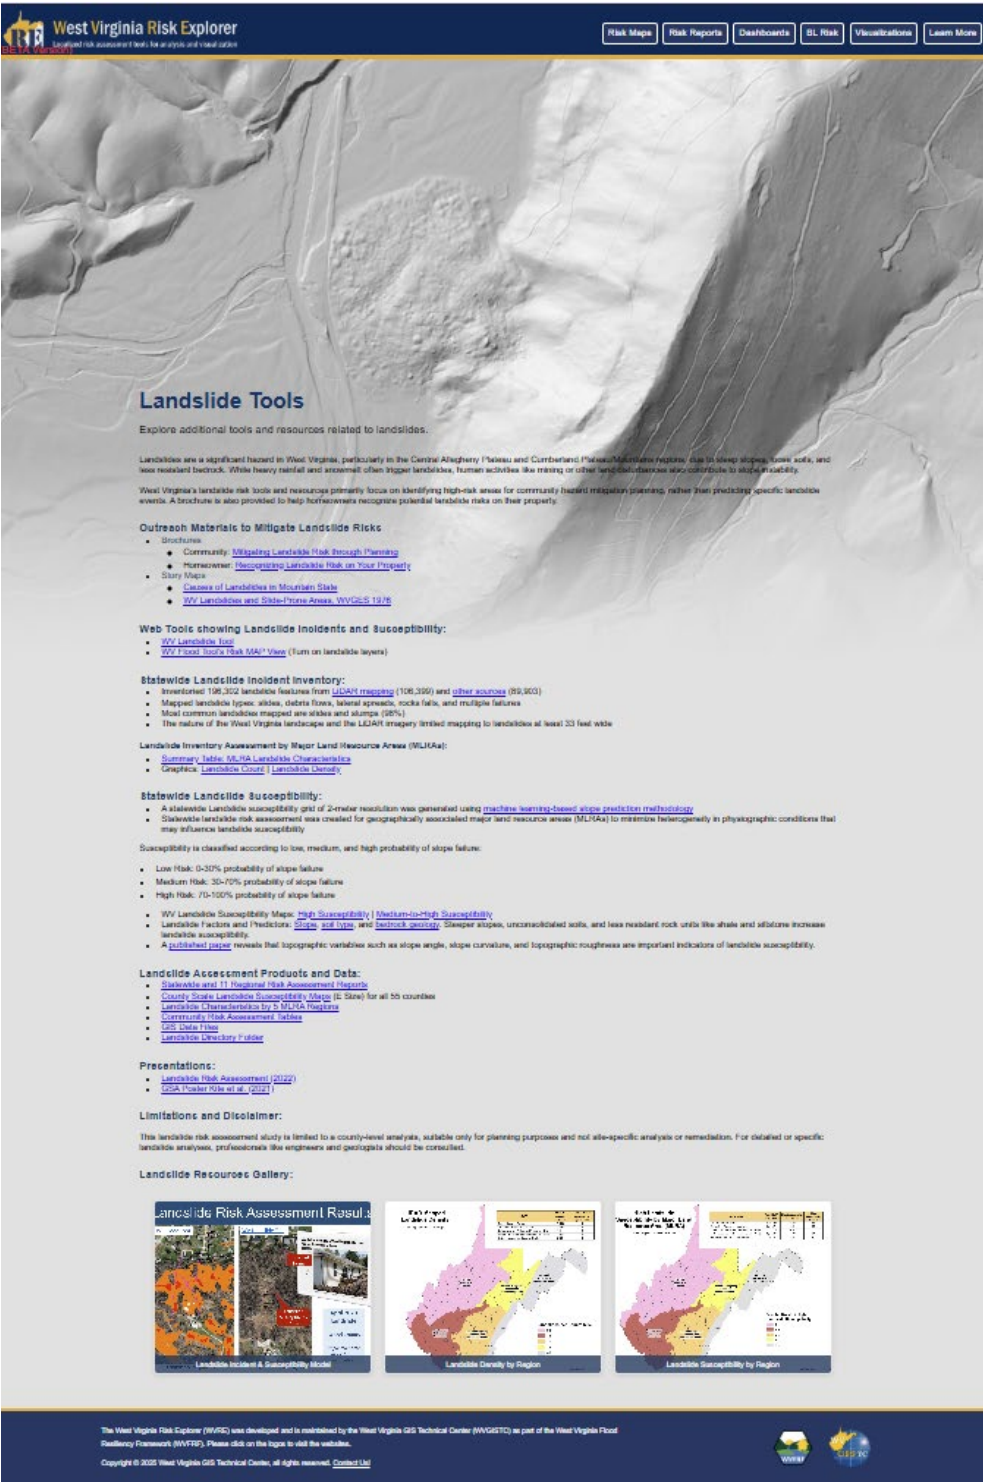 West Virginia Risk Explorer
Localized risk assessment tools for analysis and visualization
BETA Version)
Risk Maps
Risk Reports
Dashboards
BL Risk
Visualizations
Learn More
Landslide Tools
Explore additional tools and resources related to landslides.
Landslides are a significant hazard in West Virginia, particularly in the Central Allegheny Plateau and Cumberland Plateau/Mountains regions, due to steep slopes, loose soils, and
less resistant bedrock. While heavy rainfall and snowmelt often trigger landslides, human activities like mining or other land disturbances also contribute to slope instability.
West Virginia's landslide risk tools and resources primarily focus on identifying high-risk areas for community hazard mitigation planning, rather than predicting specific landslide
events. A brochure is also provided to help homeowners recognize potential landslide risks on their property.
Outreach Materials to Mitigate Landslide Risks
Brochures
Community: Mitigating Landslide Risk through Planning
Homeowner: Recognizing Landslide Risk on Your Property
Story Maps
Causes of Landslides in Mountain State
WV Landslides and Slide-Prone Areas, WVGES 1976
Web Tools showing Landslide Incidents and Susceptibility:
WV Landslide Tool
WV Flood Tool's Risk MAP View (Turn on landslide layers)
Statewide Landslide Incident Inventory:
Inventoried 196,302 landslide features from LiDAR mapping (106,399) and other sources (89,903)
Mapped landslide types: slides, debris flows, lateral spreads, rocks falls, and multiple failures
Most common landslides mapped are slides and slumps (98%)
The nature of the West Virginia landscape and the LiDAR imagery limited mapping to landslides at least 33 feet wide
Landslide Inventory Assessment by Major Land Resource Areas (MLRAs):
Summary Table: MLRA Landslide Characteristics
Graphics: Landslide Count | Landslide Density
Statewide Landslide Susceptibility:
A statewide Landslide susceptibility grid of 2-meter resolution was generated using machine learning-based slope prediction methodology
Statewide landslide risk assessment was created for geographically associated major land resource areas (MLRAs) to minimize heterogeneity in physiographic conditions that
may influence landslide susceptibility
Susceptibility is classified according to low, medium, and high probability of slope failure:
Low Risk: 0-30% probability of slope failure
Medium Risk: 30-70% probability of slope failure
High Risk: 70-100% probability of slope failure
WV Landslide Susceptibility Maps: High Susceptibility | Medium-to-High Susceptibility
Landslide Factors and Predictors: Slope, soil type, and bedrock geology. Steeper slopes, unconsolidated soils, and less resistant rock units like shale and siltstone increase
landslide susceptibility.
A published paper reveals that topographic variables such as slope angle, slope curvature, and topographic roughness are important indicators of landslide susceptibility.
Landslide Assessment Products and Data:
Statewide and 11 Regional Risk Assessment Reports
County Scale Landslide Susceptibility Maps (E Size) for all 55 counties
Landslide Characteristics by 5 MLRA Regions
Community Risk Assessment Tables
GIS Data Files
Landslide Directory Folder
Presentations:
Landslide Risk Assessment (2022)
GSA Poster Kite et al. (2021)
Limitations and Disclaimer:
This landslide risk assessment study is limited to a county-level analysis, suitable only for planning purposes and not site-specific analysis or remediation. For detailed or specific
landslide analyses, professionals like engineers and geologists should be consulted.
Landslide Resources Gallery:
Landslide Risk Assessment Results
Landslide Incident & Susceptibility Model
Landslide Density by Region
Landslide Susceptibility by Region
The West Virginia Risk Explorer (WVRE) was developed and is maintained by the West Virginia GIS Technical Center (WVGISTC) as part of the West Virginia Flood
Resiliency Framework (WVFRF). Please click on the logos to visit the websites.
Copyright © 2025 West Virginia GIS Technical Center, all rights reserved. Contact Us!
WVFRF